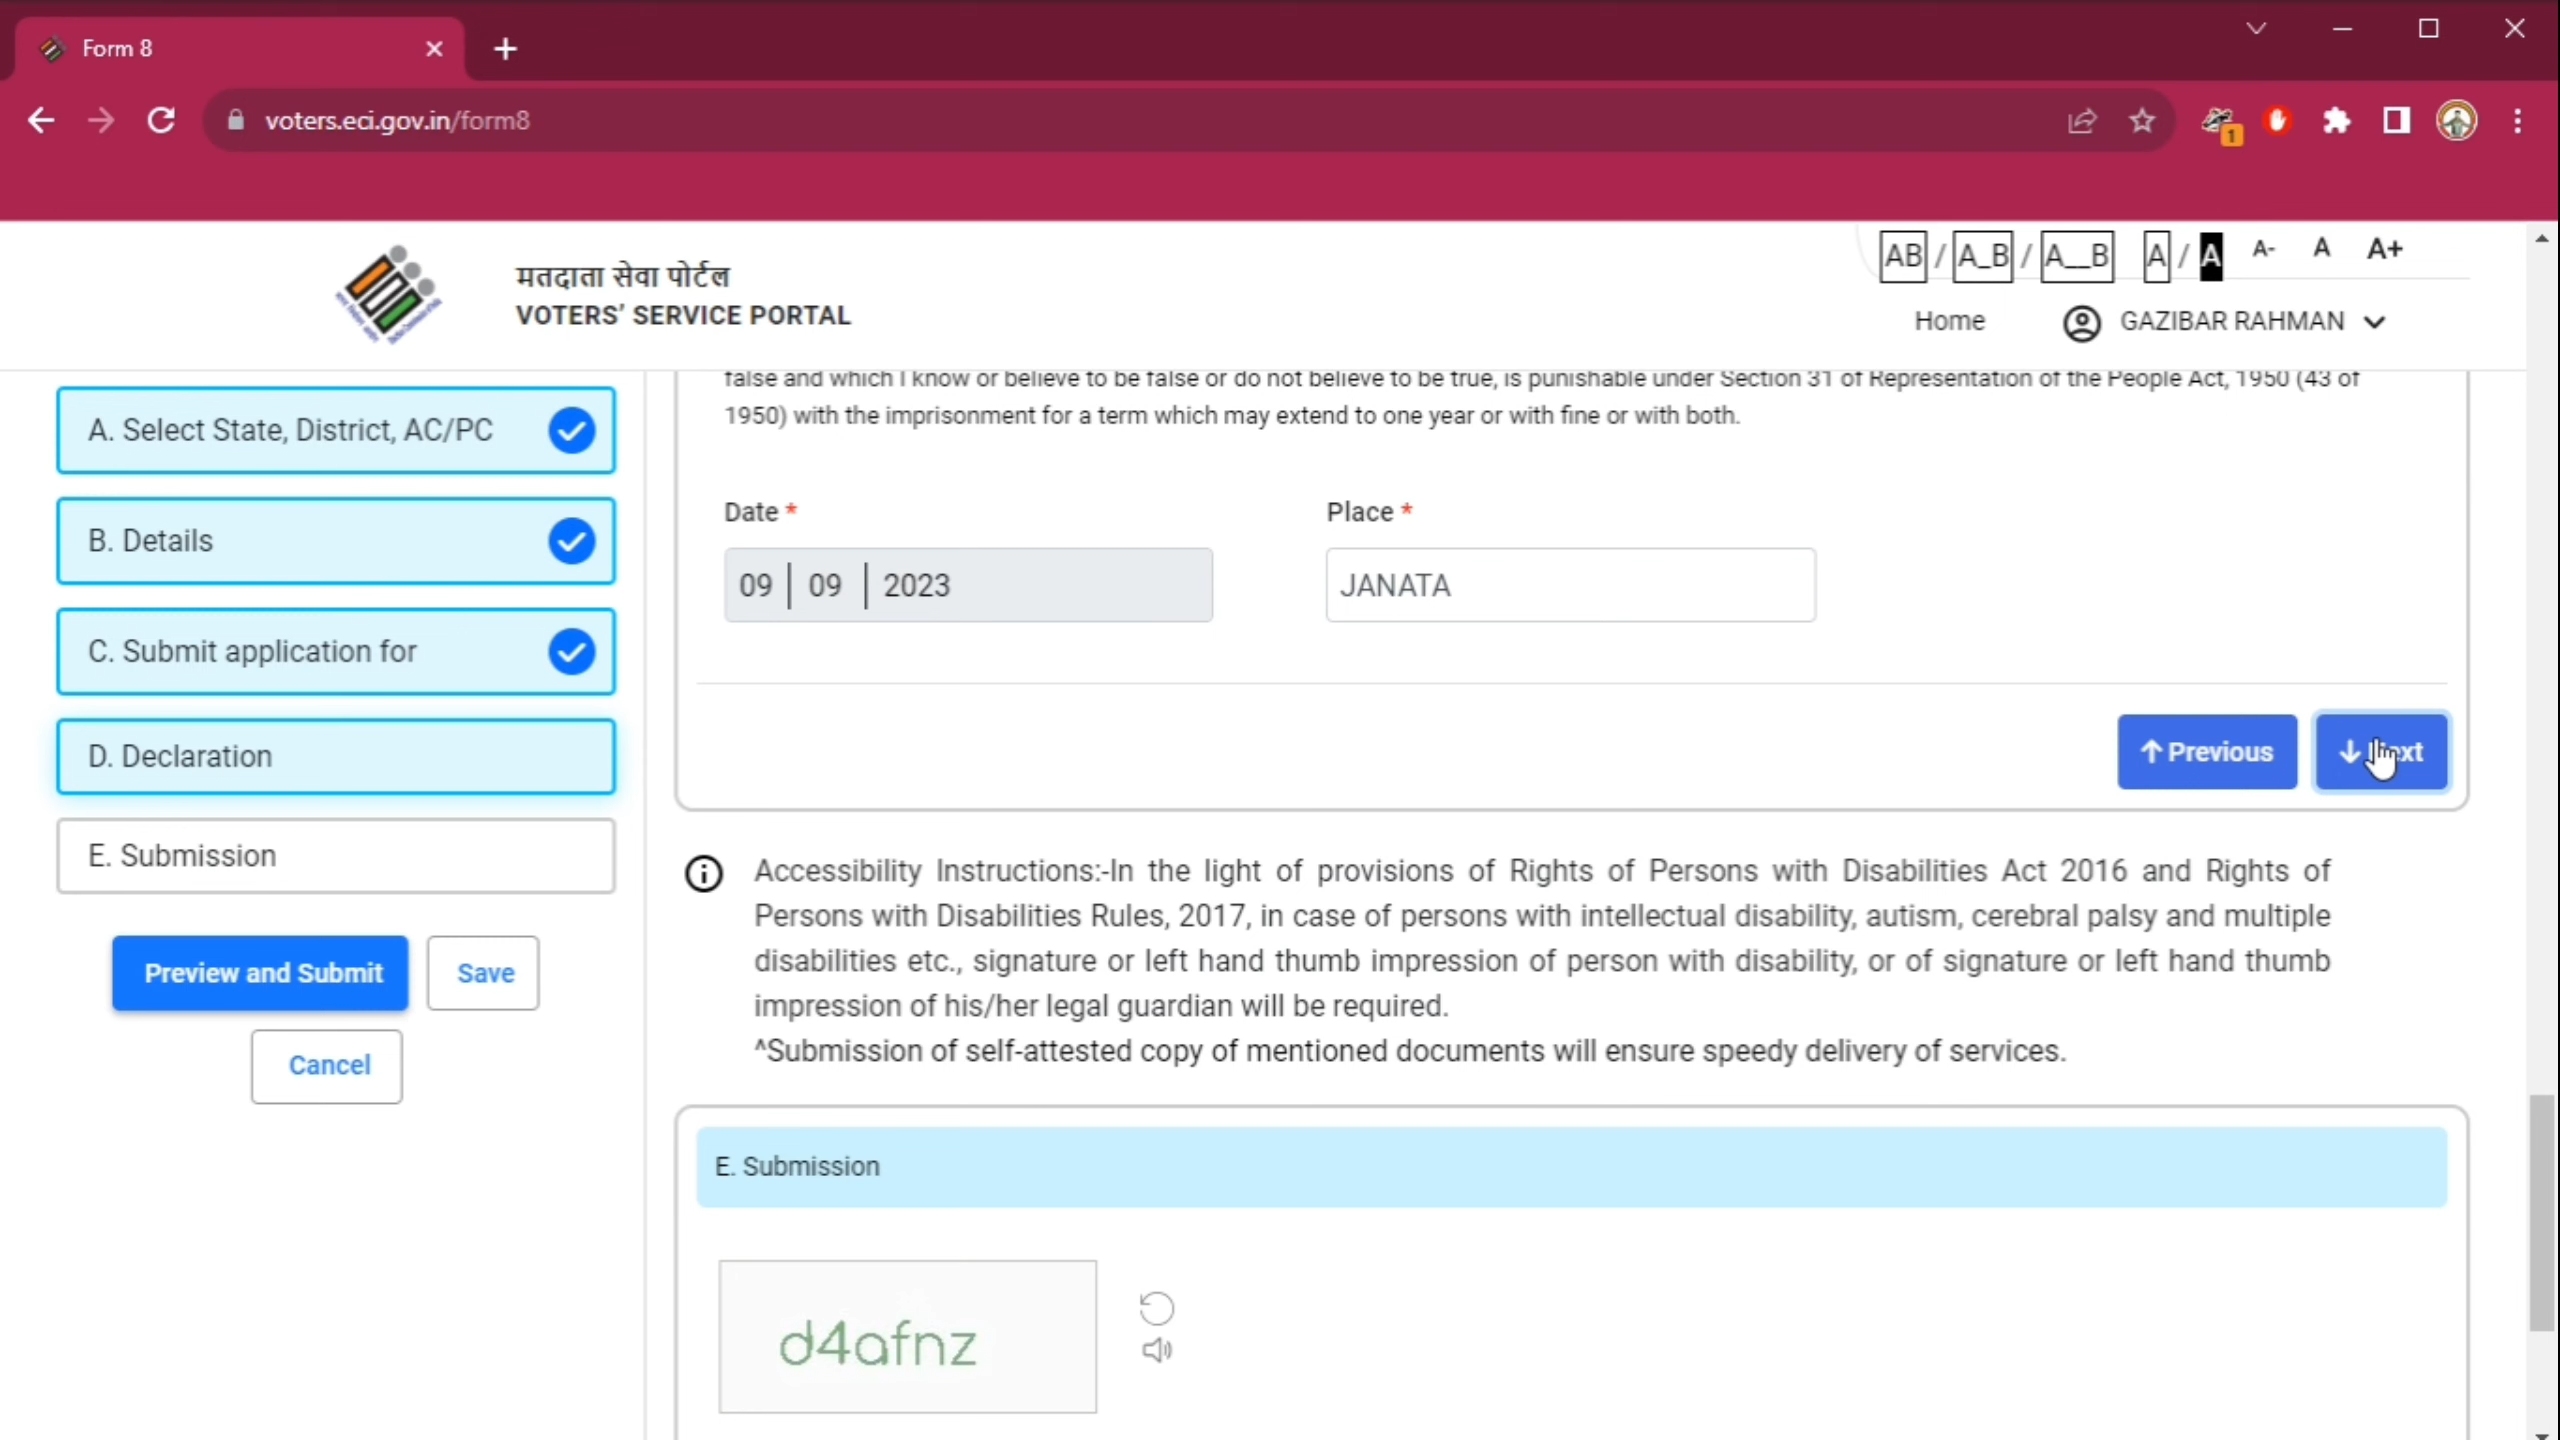 Form 8
voters.eci.gov.in/form8
1
AB / A_B / A__B A / A A- A A+
मतदाता सेवा पोर्टल
VOTERS' SERVICE PORTAL
Home GAZIBAR RAHMAN
false and which I know or believe to be false or do not believe to be true, is punishable under Section 31 of Representation of the People Act, 1950 (43 of
1950) with the imprisonment for a term which may extend to one year or with fine or with both.
A. Select State, District, AC/PC
B. Details
C. Submit application for
D. Declaration
E. Submission
Preview and Submit Save
Cancel
Date * Place *
09 | 09 | 2023 JANATA
Previous
Accessibility Instructions:-In the light of provisions of Rights of Persons with Disabilities Act 2016 and Rights of
Persons with Disabilities Rules, 2017, in case of persons with intellectual disability, autism, cerebral palsy and multiple
disabilities etc., signature or left hand thumb impression of person with disability, or of signature or left hand thumb
impression of his/her legal guardian will be required.
^Submission of self-attested copy of mentioned documents will ensure speedy delivery of services.
E. Submission
d4afnz